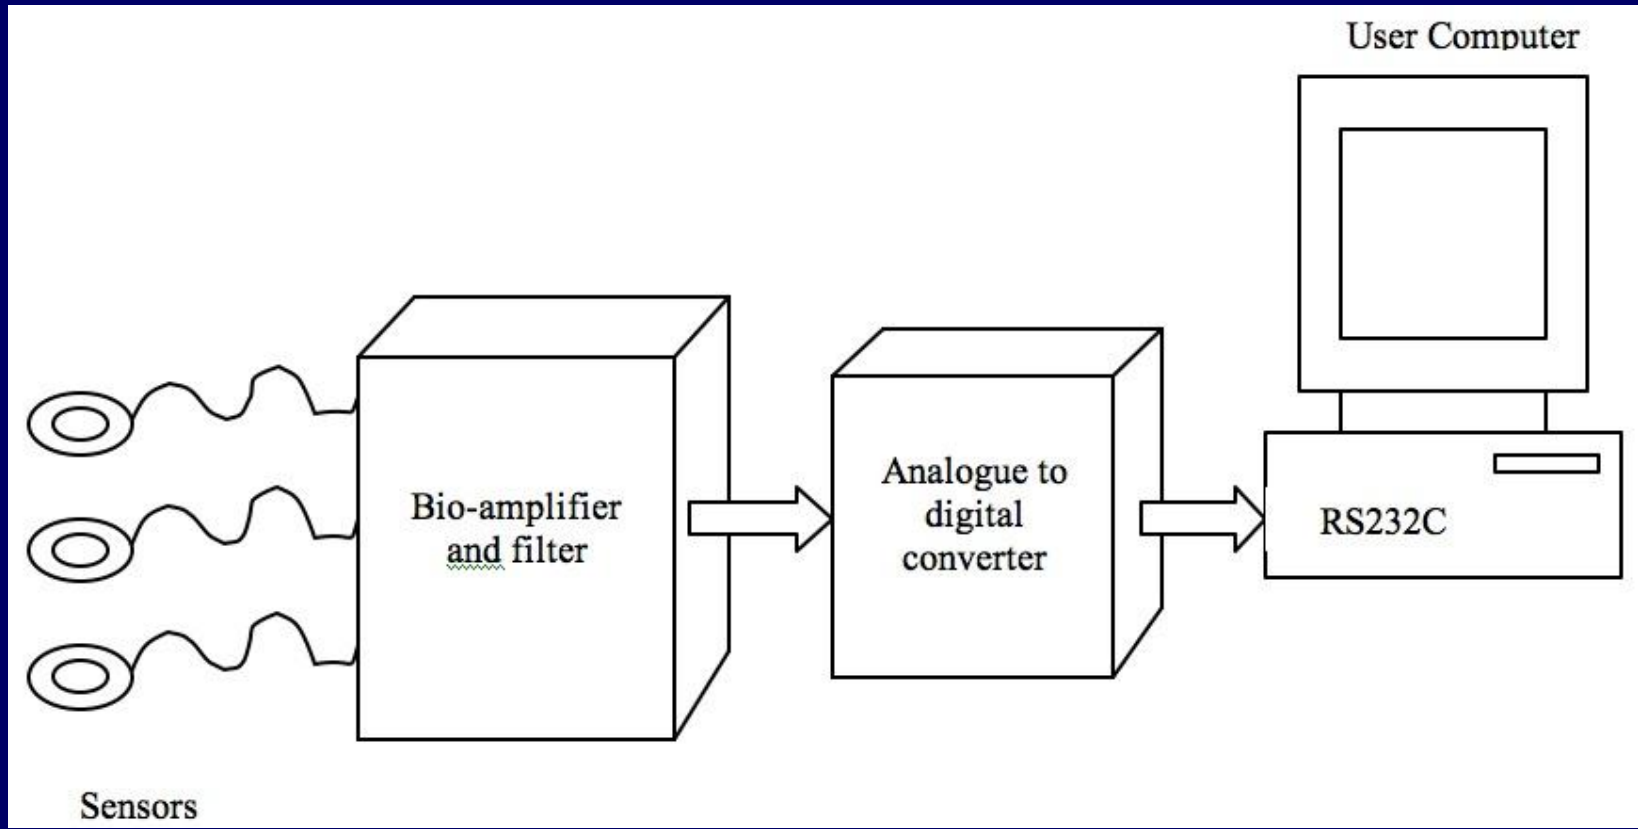 User Computer
Bio-amplifier
and filter
Analogue to
digital
converter
RS232C
Sensors